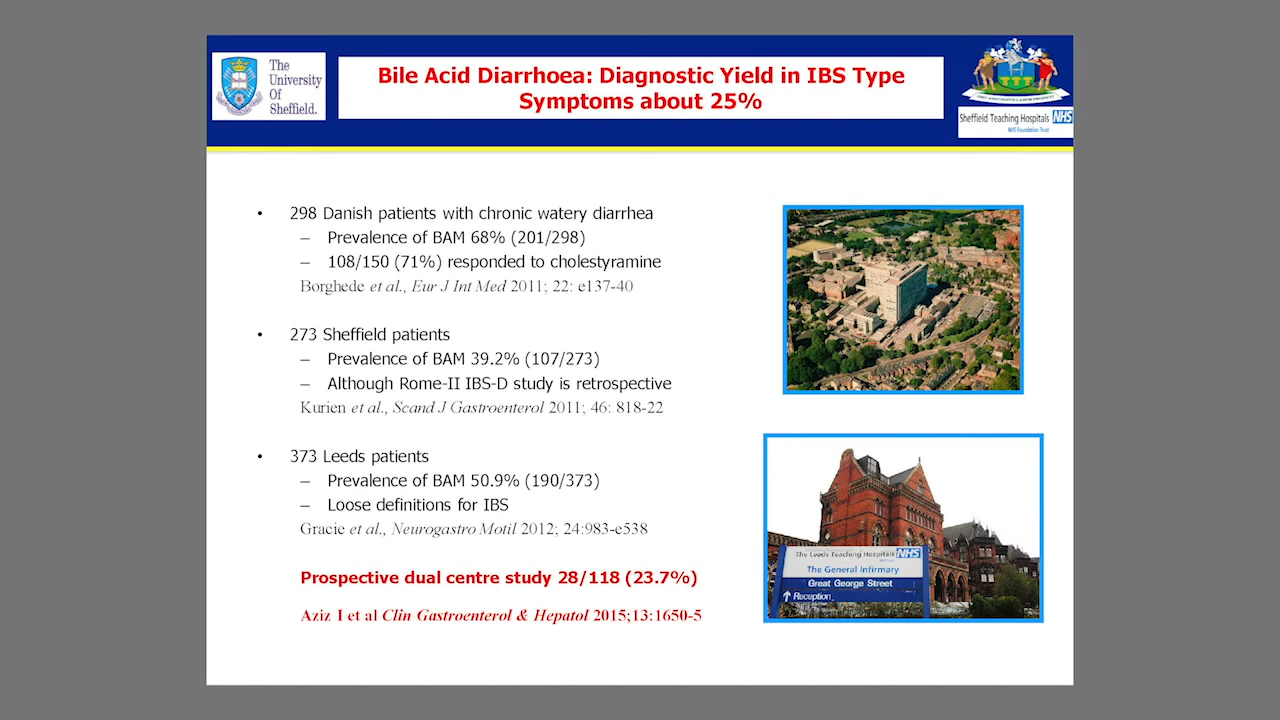 The
University
Of
Sheffield.
Bile Acid Diarrhoea: Diagnostic Yield in IBS Type
Symptoms about 25%
Sheffield Teaching Hospitals NHS
NHS Foundation Trust
• 298 Danish patients with chronic watery diarrhea
– Prevalence of BAM 68% (201/298)
– 108/150 (71%) responded to cholestyramine
Borghede et al., Eur J Int Med 2011; 22: e137-40
• 273 Sheffield patients
– Prevalence of BAM 39.2% (107/273)
– Although Rome-II IBS-D study is retrospective
Kurien et al., Scand J Gastroenterol 2011; 46: 818-22
• 373 Leeds patients
– Prevalence of BAM 50.9% (190/373)
– Loose definitions for IBS
Gracie et al., Neurogastro Motil 2012; 24:983-e538
Prospective dual centre study 28/118 (23.7%)
Aziz I et al Clin Gastroenterol & Hepatol 2015;13:1650-5
The Leeds Teaching Hospitals NHS
The General Infirmary
Great George Street
Reception